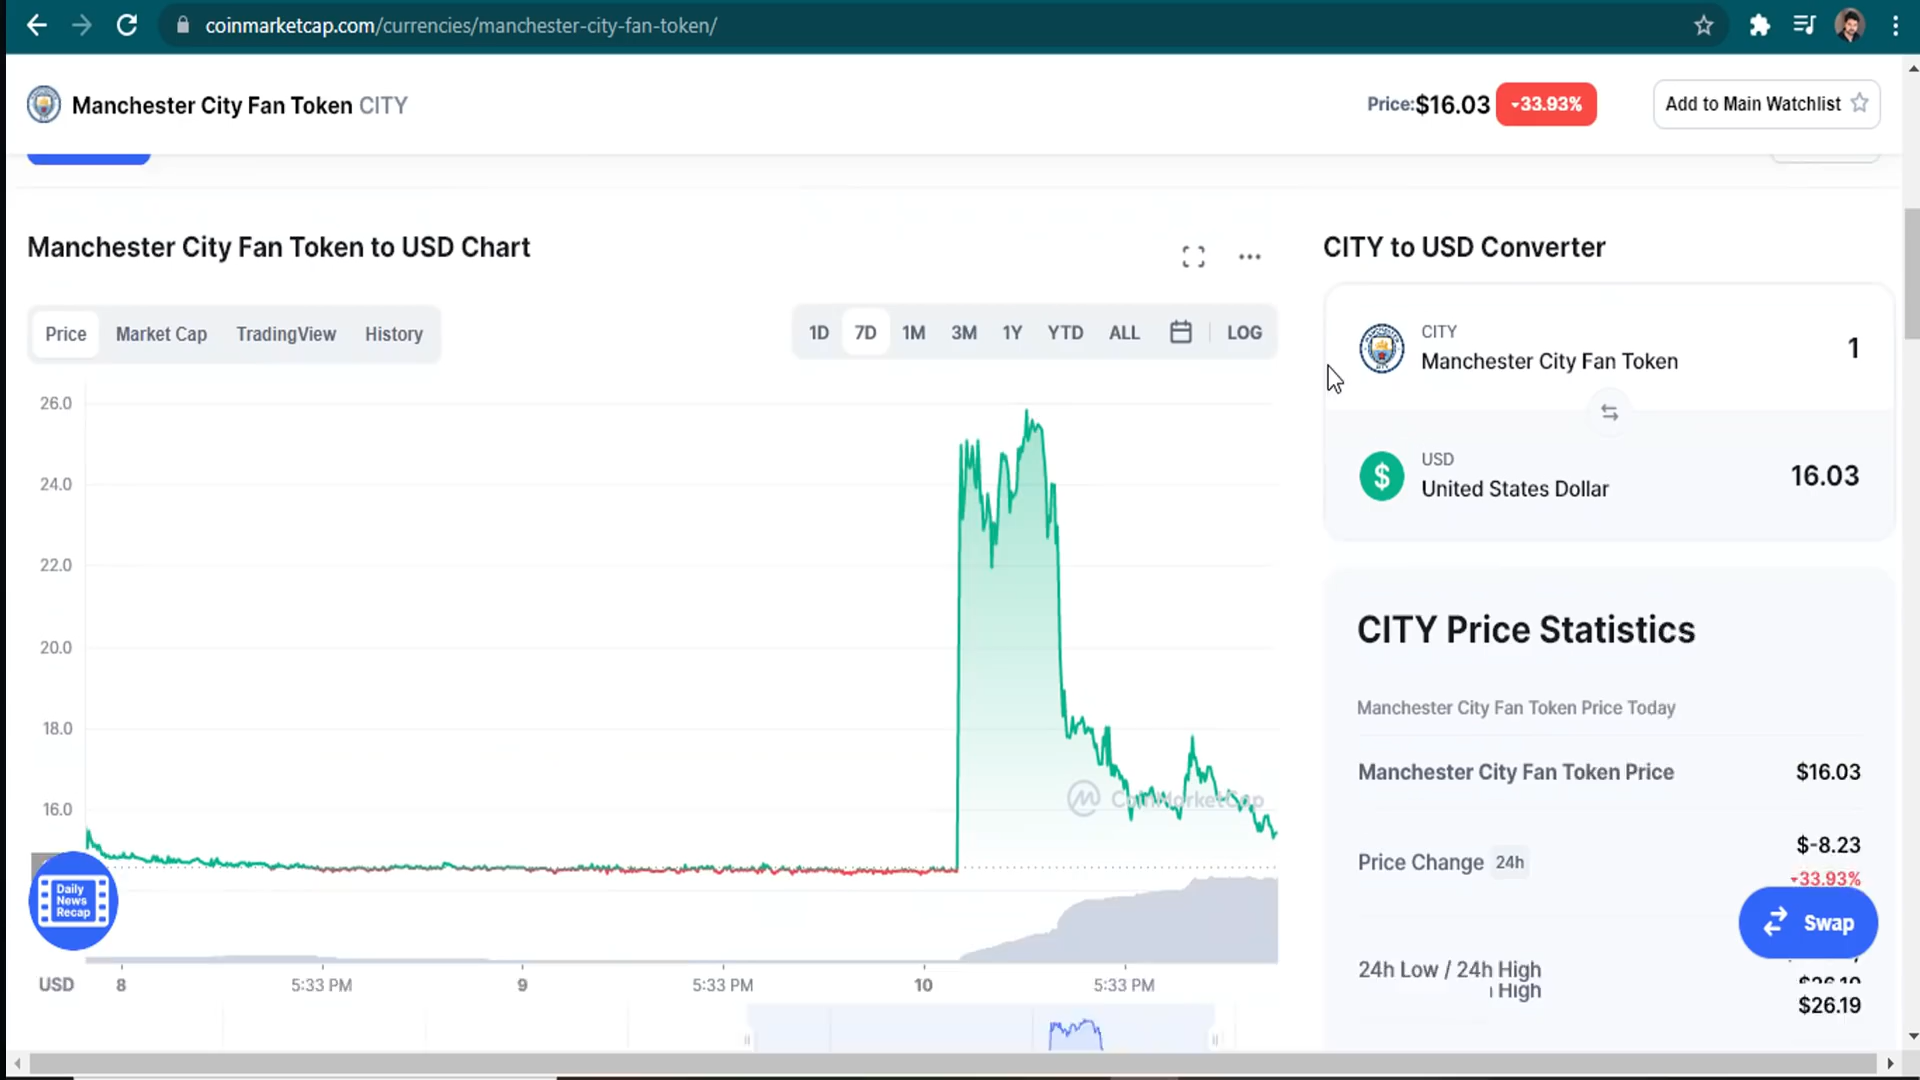 coinmarketcap.com/currencies/manchester-city-fan-token/
Manchester City Fan Token CITY
Price:$16.03 -33.93%
Add to Main Watchlist
Manchester City Fan Token to USD Chart
Price Market Cap TradingView History
1D 7D 1M 3M 1Y YTD ALL LOG
26.0
24.0
22.0
20.0
18.0
16.0
CoinMarketCap
Daily
News
Recap
USD 8 5:33 PM 9 5:33 PM 10 5:33 PM
CITY to USD Converter
CITY
Manchester City Fan Token
1
$
USD
United States Dollar
16.03
CITY Price Statistics
Manchester City Fan Token Price Today
Manchester City Fan Token Price $16.03
Price Change 24h
$-8.23
-33.93%
Swap
24h Low / 24h High
High
$26.19